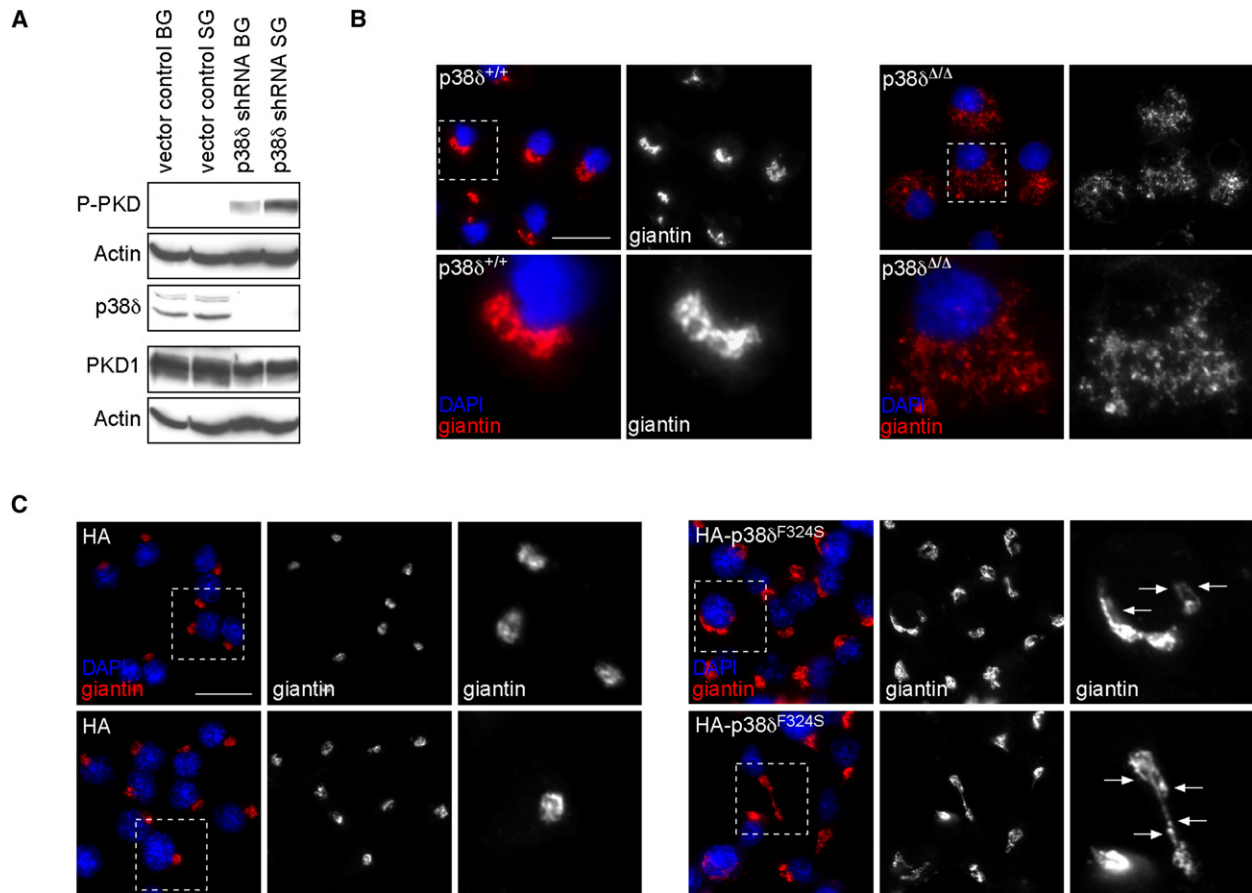 A
vector control BG
vector control SG
p38δ shRNA BG
p38δ shRNA SG
P-PKD
Actin
p38δ
PKD1
Actin
B
p38δ+/+
giantin
p38δΔ/Δ
p38δ+/+
DAPI
giantin
giantin
p38δΔ/Δ
DAPI
giantin
C
HA
DAPI
giantin
giantin
giantin
HA-p38δF324S
DAPI
giantin
giantin
giantin
HA
HA-p38δF324S